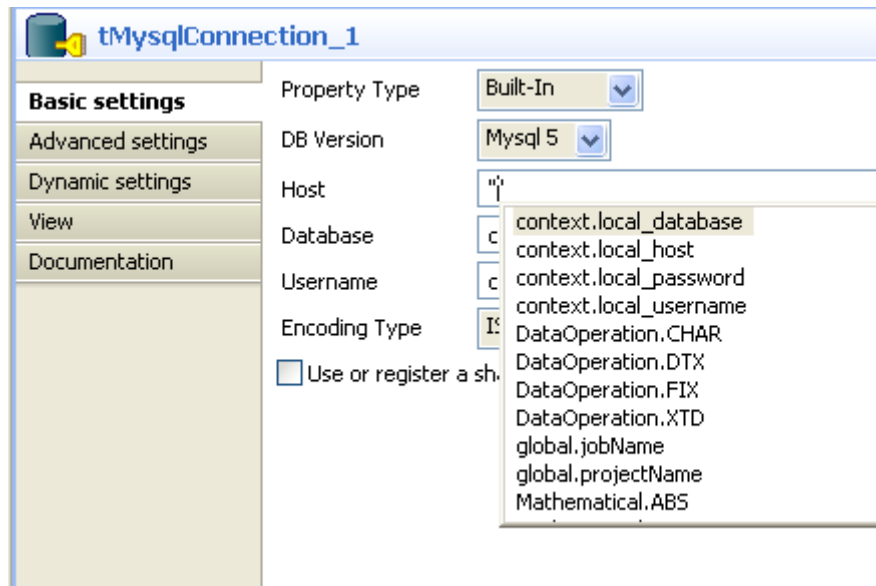 tMysqlConnection_1
Basic settings
Advanced settings
Dynamic settings
View
Documentation
Property Type Built-In
DB Version Mysql 5
Host ""
Database c
Username c
Encoding Type IS
Use or register a sh
context.local_database
context.local_host
context.local_password
context.local_username
DataOperation.CHAR
DataOperation.DTX
DataOperation.FIX
DataOperation.XTD
global.jobName
global.projectName
Mathematical.ABS